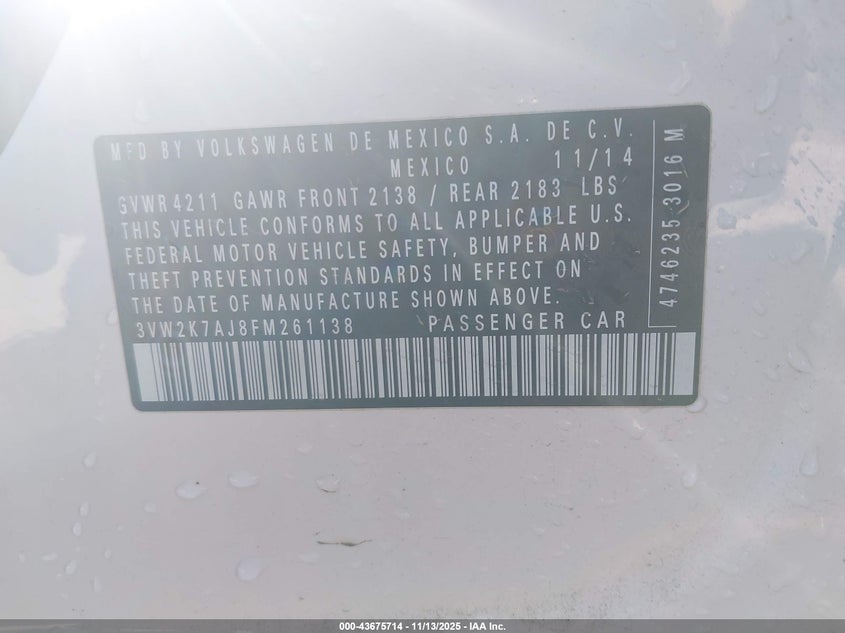 MFD BY VOLKSWAGEN DE MEXICO S.A. DE C.V.
MEXICO 11/14
GVWR 4211 GAWR FRONT 2138 / REAR 2183 LBS
THIS VEHICLE CONFORMS TO ALL APPLICABLE U.S.
FEDERAL MOTOR VEHICLE SAFETY, BUMPER AND
THEFT PREVENTION STANDARDS IN EFFECT ON
THE DATE OF MANUFACTURE SHOWN ABOVE.
3VW2K7AJ8FM261138 PASSENGER CAR
4746235 3016 M
000-43675714 - 11/13/2025 - IAA Inc.